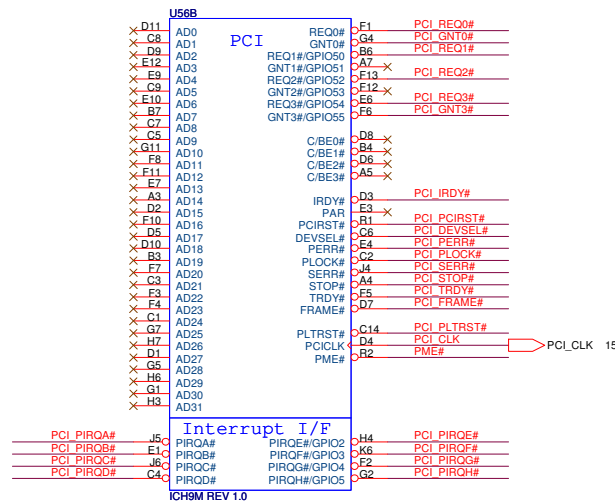 U56B
PCI
D11 AD0 REQ0# F1 PCI_REQ0#
C8 AD1 GNT0# G4 PCI_GNT0#
D9 AD2 REQ1#/GPIO50 B6 PCI_REQ1#
E12 AD3 GNT1#/GPIO51 A7
E9 AD4 REQ2#/GPIO52 F13 PCI_REQ2#
C9 AD5 GNT2#/GPIO53 F12
E10 AD6 REQ3#/GPIO54 E6 PCI_REQ3#
B7 AD7 GNT3#/GPIO55 F6 PCI_GNT3#
C7 AD8
C5 AD9 C/BE0# D8
G11 AD10 C/BE1# B4
F8 AD11 C/BE2# D6
F11 AD12 C/BE3# A5
E7 AD13
A3 AD14 IRDY# D3 PCI_IRDY#
D2 AD15 PAR E3
F10 AD16 PCIRST# R1 PCI_PCIRST#
D5 AD17 DEVSEL# C6 PCI_DEVSEL#
D10 AD18 PERR# E4 PCI_PERR#
B3 AD19 PLOCK# C2 PCI_PLOCK#
F7 AD20 SERR# J4 PCI_SERR#
C3 AD21 STOP# A4 PCI_STOP#
F3 AD22 TRDY# F5 PCI_TRDY#
F4 AD23 FRAME# D7 PCI_FRAME#
C1 AD24
G7 AD25 PLTRST# C14 PCI_PLTRST#
H7 AD26 PCICLK D4 PCI_CLK PCI_CLK 15
D1 AD27 PME# R2 PME#
G5 AD28
H6 AD29
G1 AD30
H3 AD31
Interrupt I/F
PCI_PIRQA# J5 PIRQA# PIRQE#/GPIO2 H4 PCI_PIRQE#
PCI_PIRQB# E1 PIRQB# PIRQF#/GPIO3 K6 PCI_PIRQF#
PCI_PIRQC# J6 PIRQC# PIRQG#/GPIO4 F2 PCI_PIRQG#
PCI_PIRQD# C4 PIRQD# PIRQH#/GPIO5 G2 PCI_PIRQH#
ICH9M REV 1.0